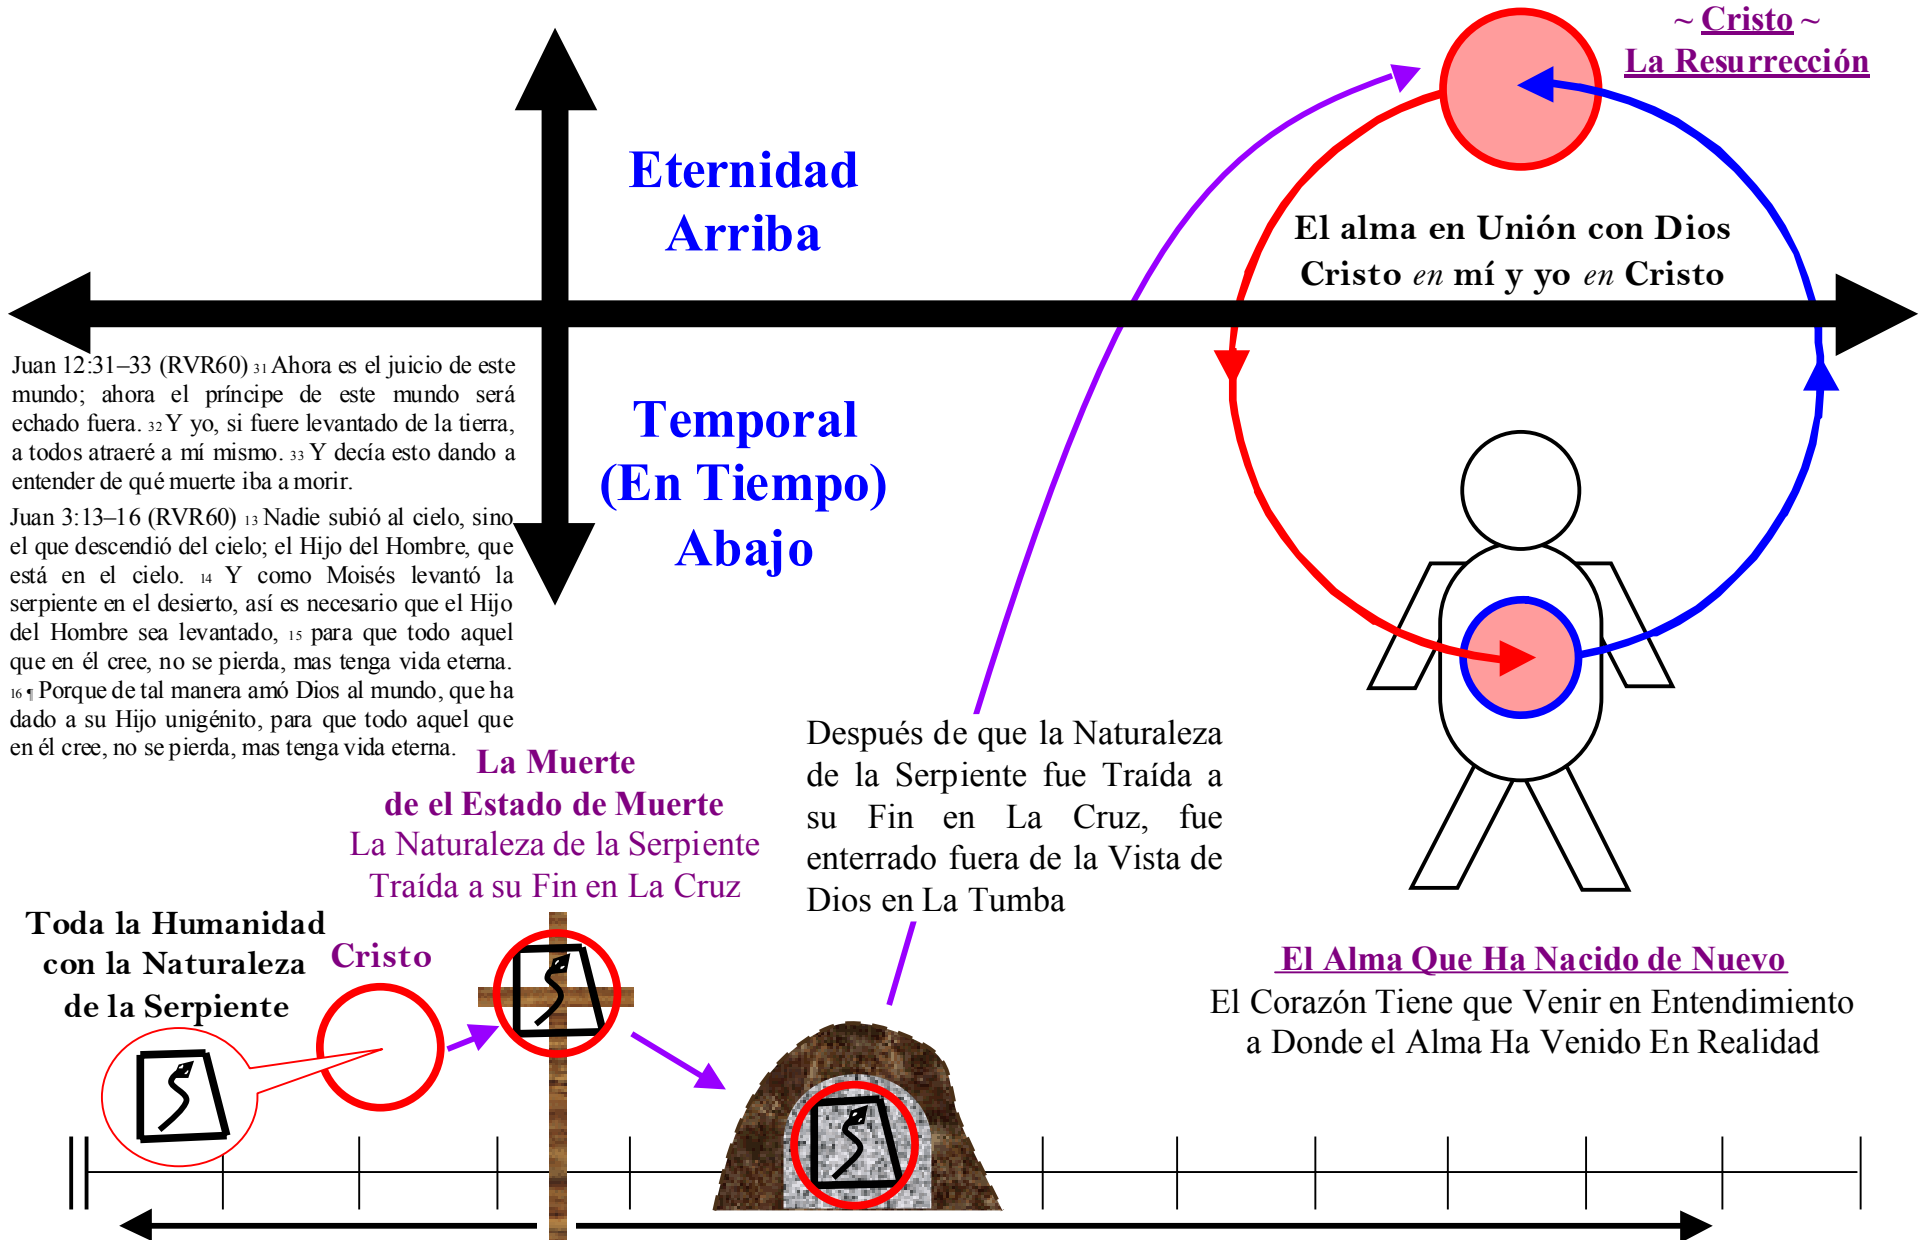 ~ Cristo ~
La Resurrección
Eternidad
Arriba
El alma en Unión con Dios
Cristo en mí y yo en Cristo
Juan 12:31–33 (RVR60) 31 Ahora es el juicio de este
mundo; ahora el príncipe de este mundo será
echado fuera. 32 Y yo, si fuere levantado de la tierra,
a todos atraeré a mí mismo. 33 Y decía esto dando a
entender de qué muerte iba a morir.
Juan 3:13–16 (RVR60) 13 Nadie subió al cielo, sino
el que descendió del cielo; el Hijo del Hombre, que
está en el cielo. 14 Y como Moisés levantó la
serpiente en el desierto, así es necesario que el Hijo
del Hombre sea levantado, 15 para que todo aquel
que en él cree, no se pierda, mas tenga vida eterna.
16 ¶ Porque de tal manera amó Dios al mundo, que ha
dado a su Hijo unigénito, para que todo aquel que
en él cree, no se pierda, mas tenga vida eterna.
Temporal
(En Tiempo)
Abajo
La Muerte
de el Estado de Muerte
La Naturaleza de la Serpiente
Traída a su Fin en La Cruz
Después de que la Naturaleza
de la Serpiente fue Traída a
su Fin en La Cruz, fue
enterrado fuera de la Vista de
Dios en La Tumba
Toda la Humanidad
con la Naturaleza
de la Serpiente
Cristo
El Alma Que Ha Nacido de Nuevo
El Corazón Tiene que Venir en Entendimiento
a Donde el Alma Ha Venido En Realidad